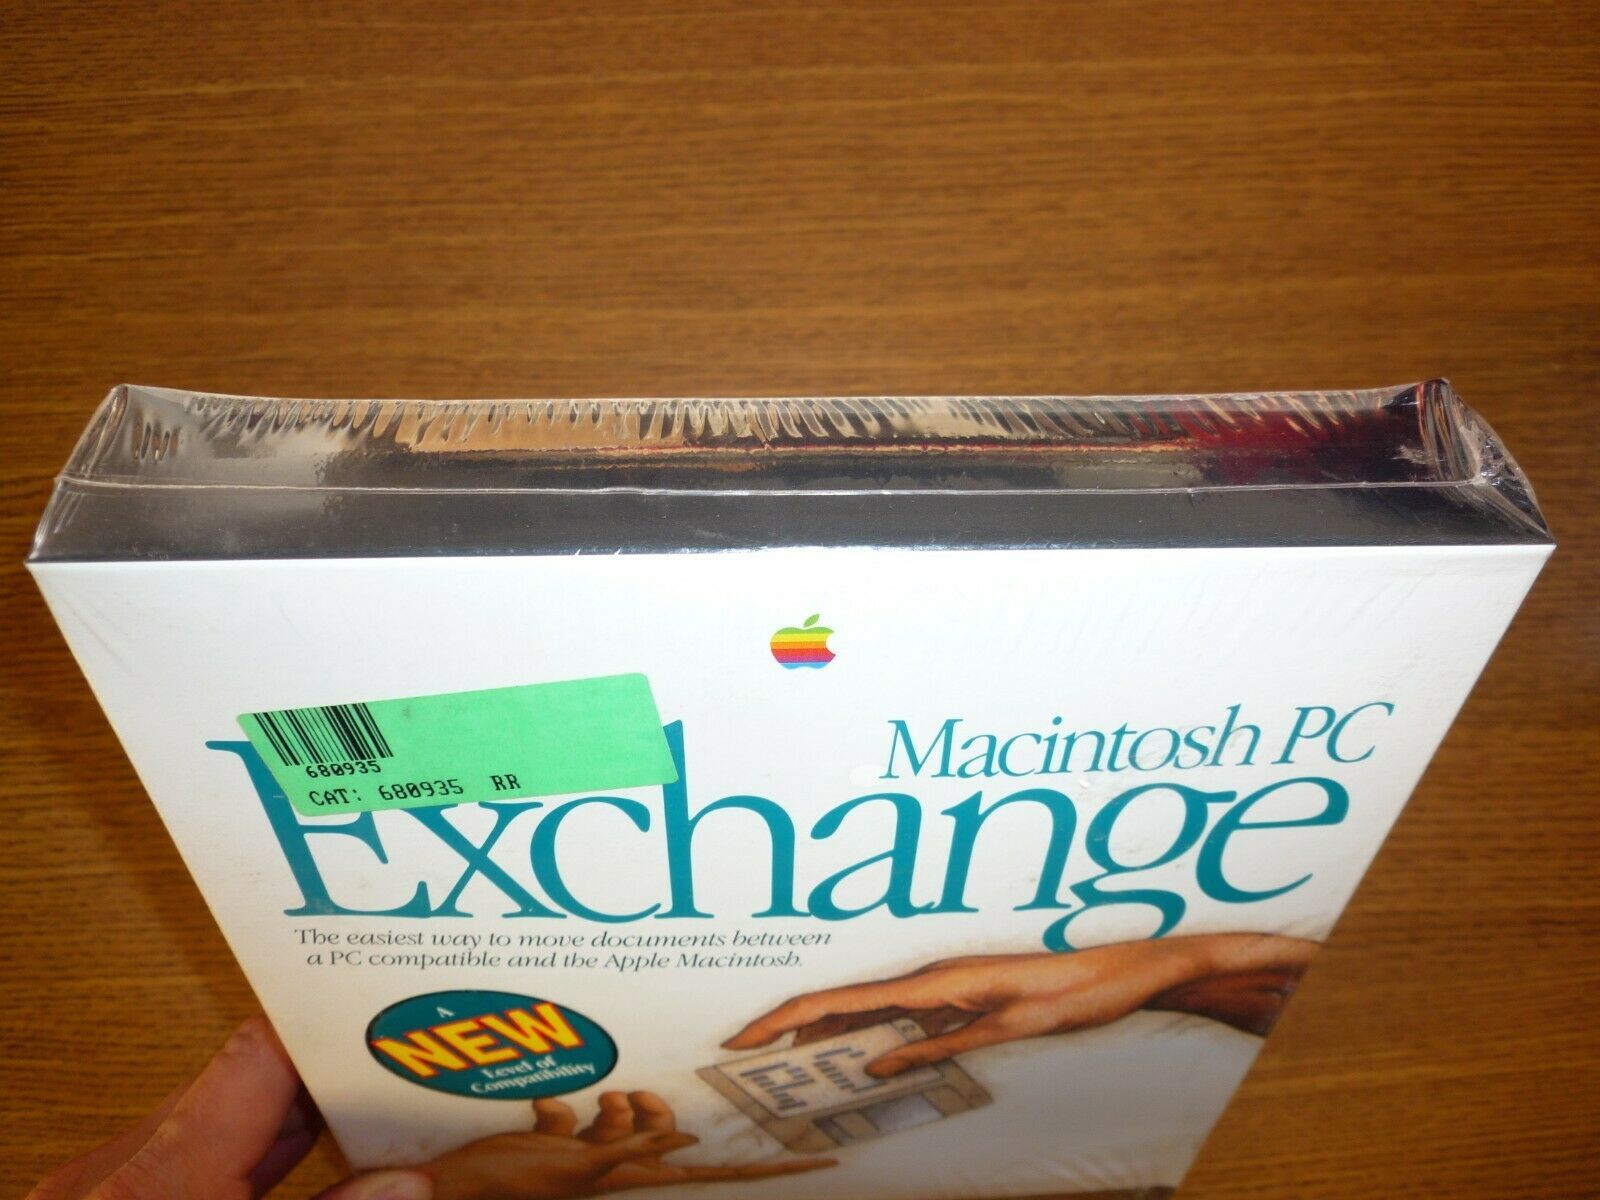 680935
CAT: 680935 RR
Macintosh PC
Exchange
The easiest way to move documents between
a PC compatible and the Apple Macintosh.
A
NEW
Level of
Compatibility